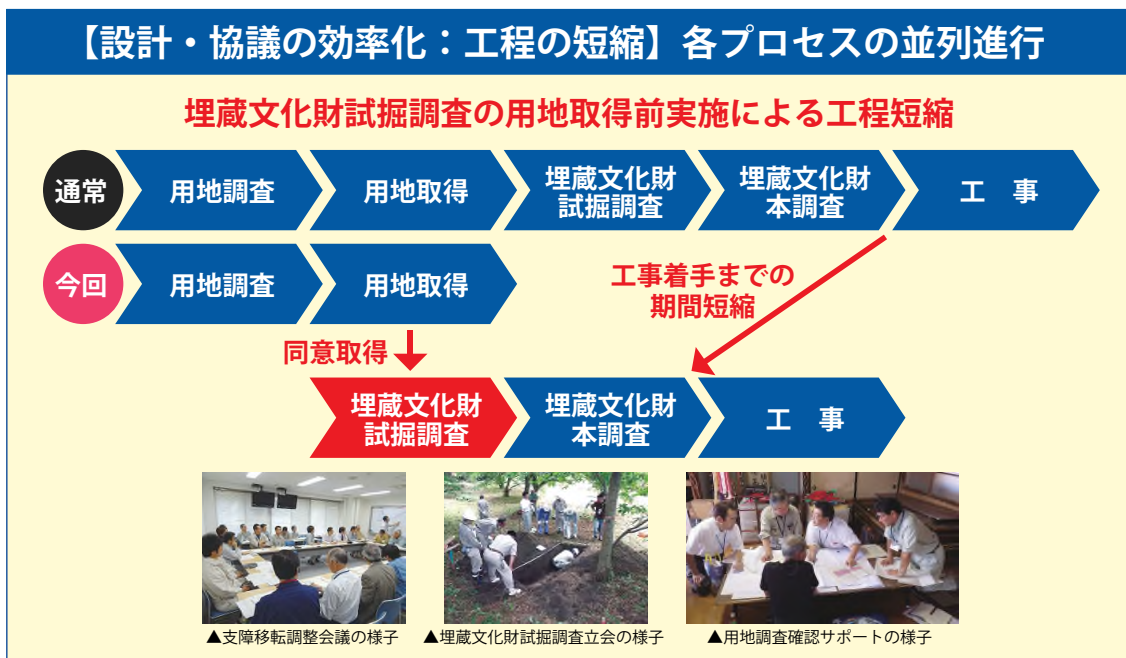 【設計・協議の効率化：工程の短縮】各プロセスの並列進行
埋蔵文化財試掘調査の用地取得前実施による工程短縮
通常
用地調査
用地取得
埋蔵文化財
試掘調査
埋蔵文化財
本調査
工 事
今回
用地調査
用地取得
工事着手までの
期間短縮
同意取得
埋蔵文化財
試掘調査
埋蔵文化財
本調査
工 事
▲支障移転調整会議の様子
▲埋蔵文化財試掘調査立会の様子
▲用地調査確認サポートの様子